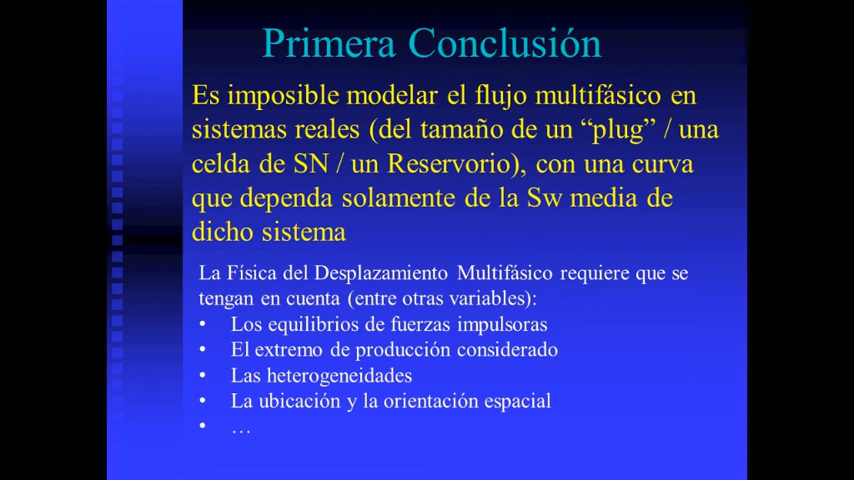 Primera Conclusión
Es imposible modelar el flujo multifásico en
sistemas reales (del tamaño de un “plug” / una
celda de SN / un Reservorio), con una curva
que dependa solamente de la Sw media de
dicho sistema
La Física del Desplazamiento Multifásico requiere que se
tengan en cuenta (entre otras variables):
• Los equilibrios de fuerzas impulsoras
• El extremo de producción considerado
• Las heterogeneidades
• La ubicación y la orientación espacial
• …